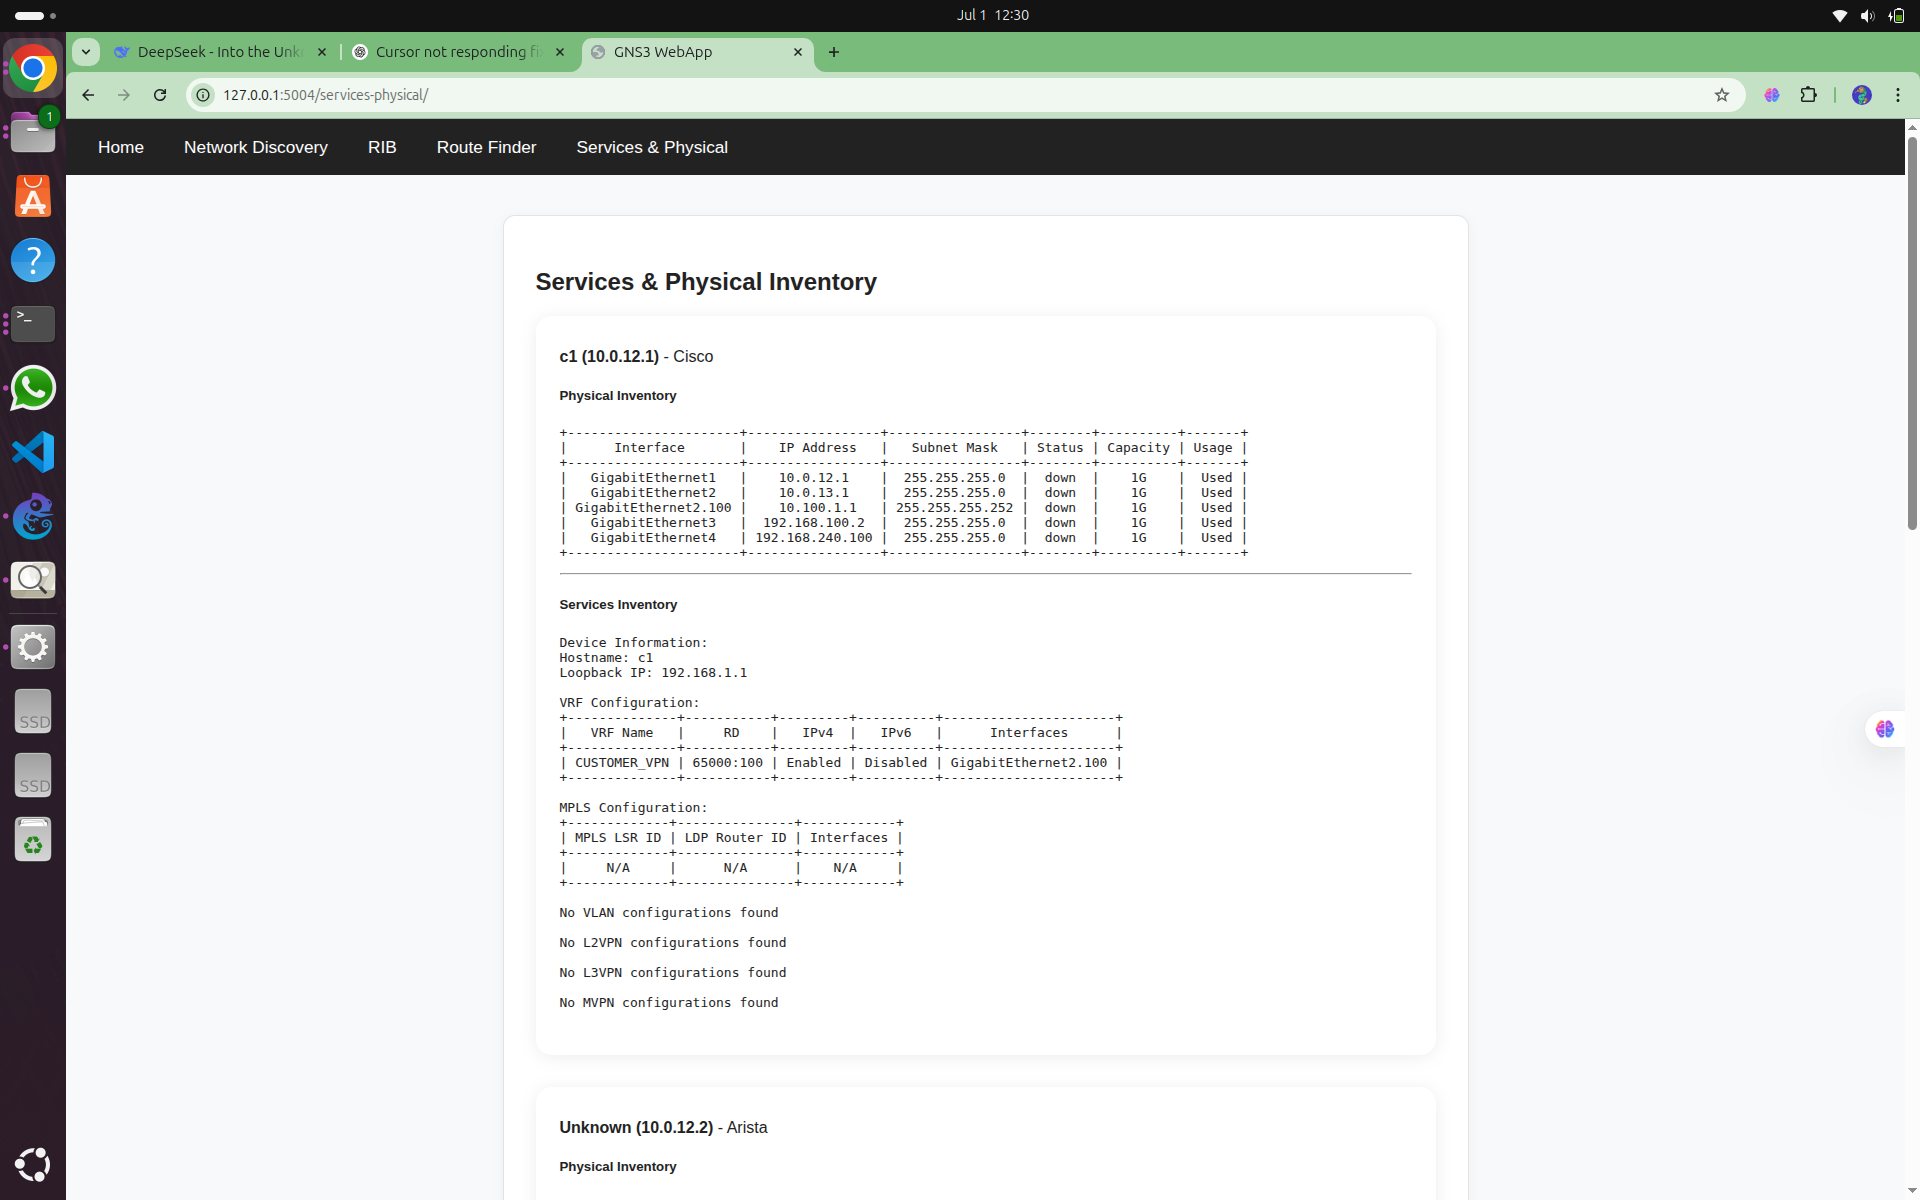 Jul 1 12:30
DeepSeek - Into the Unk
Cursor not responding fi
GNS3 WebApp
127.0.0.1:5004/services-physical/
1
Home
Network Discovery
RIB
Route Finder
Services & Physical
Services & Physical Inventory
c1 (10.0.12.1) - Cisco
Physical Inventory
+----------------------+-----------------+-----------------+--------+----------+-------+
|      Interface       |    IP Address   |   Subnet Mask   | Status | Capacity | Usage |
+----------------------+-----------------+-----------------+--------+----------+-------+
|   GigabitEthernet1   |    10.0.12.1    |  255.255.255.0  |  down  |    1G    |  Used |
|   GigabitEthernet2   |    10.0.13.1    |  255.255.255.0  |  down  |    1G    |  Used |
| GigabitEthernet2.100 |    10.100.1.1   | 255.255.255.252 |  down  |    1G    |  Used |
|   GigabitEthernet3   |  192.168.100.2  |  255.255.255.0  |  down  |    1G    |  Used |
|   GigabitEthernet4   | 192.168.240.100 |  255.255.255.0  |  down  |    1G    |  Used |
+----------------------+-----------------+-----------------+--------+----------+-------+
Services Inventory
Device Information:
Hostname: c1
Loopback IP: 192.168.1.1
VRF Configuration:
+--------------+-----------+---------+----------+----------------------+
|   VRF Name   |     RD    |   IPv4  |   IPv6   |      Interfaces      |
+--------------+-----------+---------+----------+----------------------+
| CUSTOMER_VPN | 65000:100 | Enabled | Disabled | GigabitEthernet2.100 |
+--------------+-----------+---------+----------+----------------------+
MPLS Configuration:
+-------------+---------------+------------+
| MPLS LSR ID | LDP Router ID | Interfaces |
+-------------+---------------+------------+
|     N/A     |      N/A      |    N/A     |
+-------------+---------------+------------+
No VLAN configurations found
No L2VPN configurations found
No L3VPN configurations found
No MVPN configurations found
Unknown (10.0.12.2) - Arista
Physical Inventory
SSD
SSD